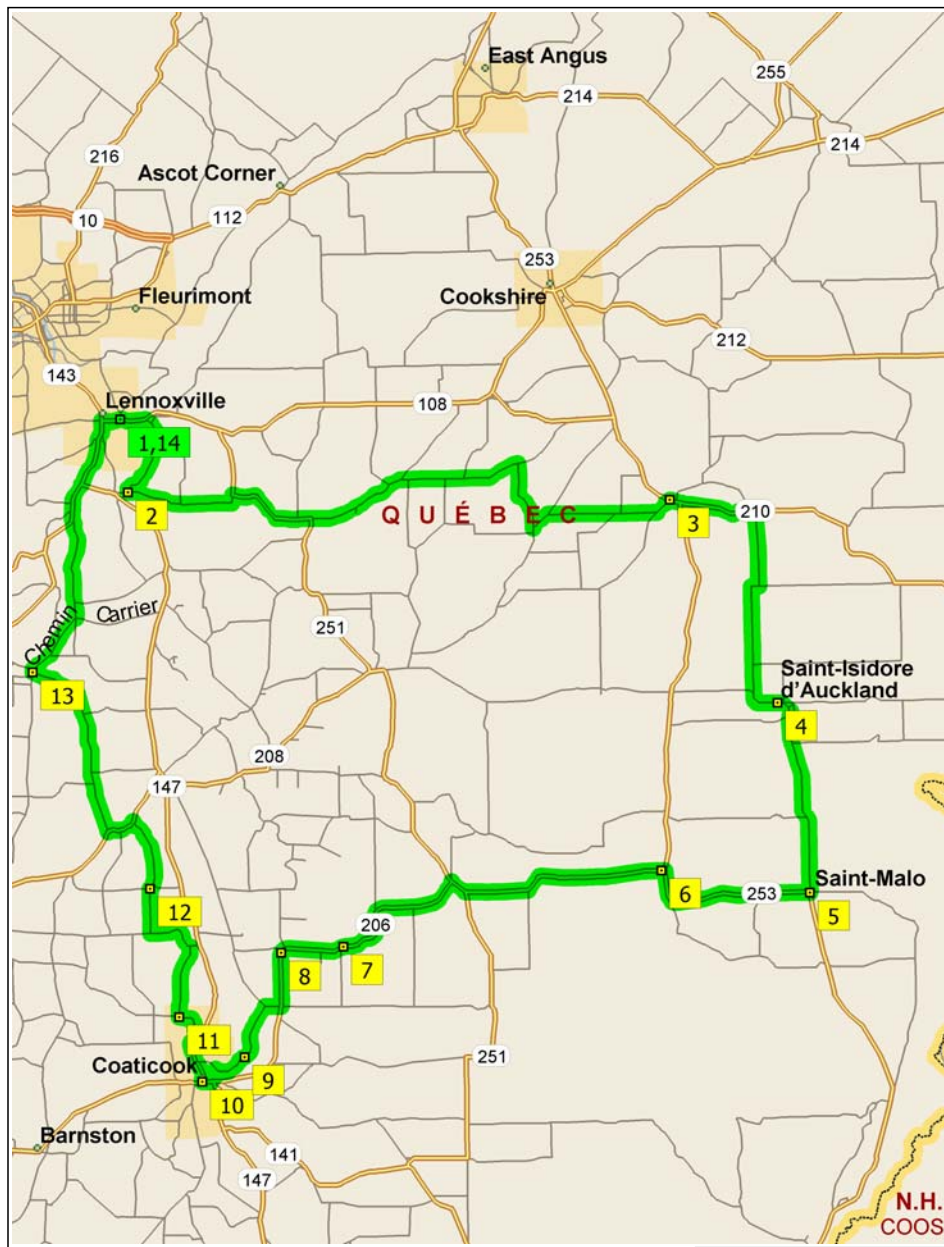 East Angus
255
214
216
214
Ascot Corner
10
112
253
Fleurimont
Cookshire
212
143
Lennoxville
108
1,14
2
QUÉBEC
3
210
Chemin Carrier
251
13
Saint-Isidore
d'Auckland
4
208
147
6
253
Saint-Malo
5
12
206
8
7
11
Coaticook
9
251
10
Barnston
141
147
N.H.
COOS